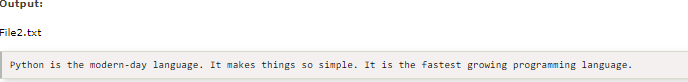 Output:
File2.txt
Python is the modern-day language. It makes things so simple. It is the fastest growing programming language.